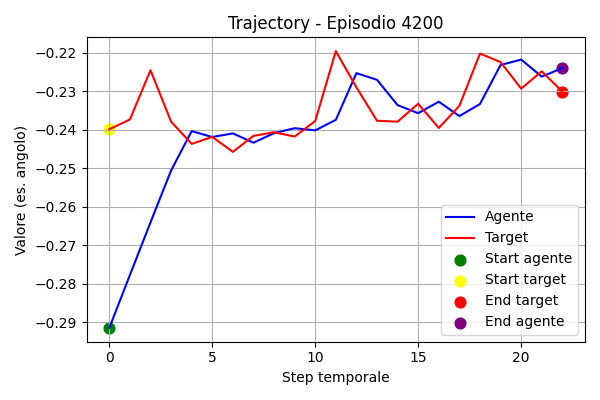 Trajectory - Episodio 4200
Valore (es. angolo)
−0.22
−0.23
−0.24
−0.25
−0.26
−0.27
−0.28
−0.29
Agente
Target
Start agente
Start target
End target
End agente
0 5 10 15 20
Step temporale